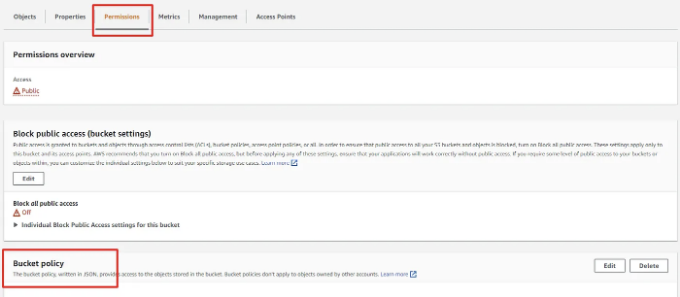 Objects Properties Permissions Metrics Management Access Points
Permissions overview
Access
Public
Block public access (bucket settings)
Public access is granted to buckets and objects through access control lists (ACLs), bucket policies, access point policies, or all. In order to ensure that public access to all your S3 buckets and objects is blocked, turn on Block all public access. These settings apply only to
this bucket and its access points. AWS recommends that you turn on Block all public access, but before applying any of these settings, ensure that your applications will work correctly without public access. If you require some level of public access to your buckets or
objects within, you can customize the individual settings below to suit your specific storage use cases. Learn more
Edit
Block all public access
Off
Individual Block Public Access settings for this bucket
Bucket policy Edit Delete
The bucket policy, written in JSON, provides access to the objects stored in the bucket. Bucket policies don't apply to objects owned by other accounts. Learn more